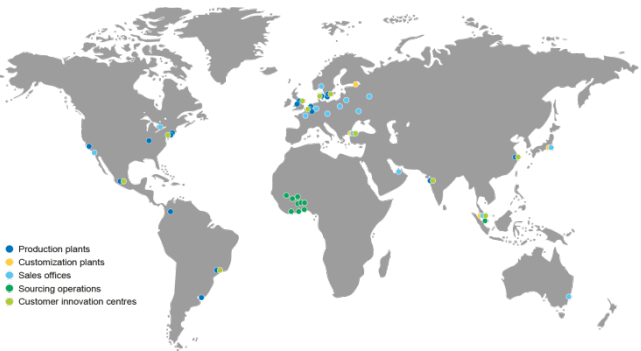 Production plants
Customization plants
Sales offices
Sourcing operations
Customer innovation centres